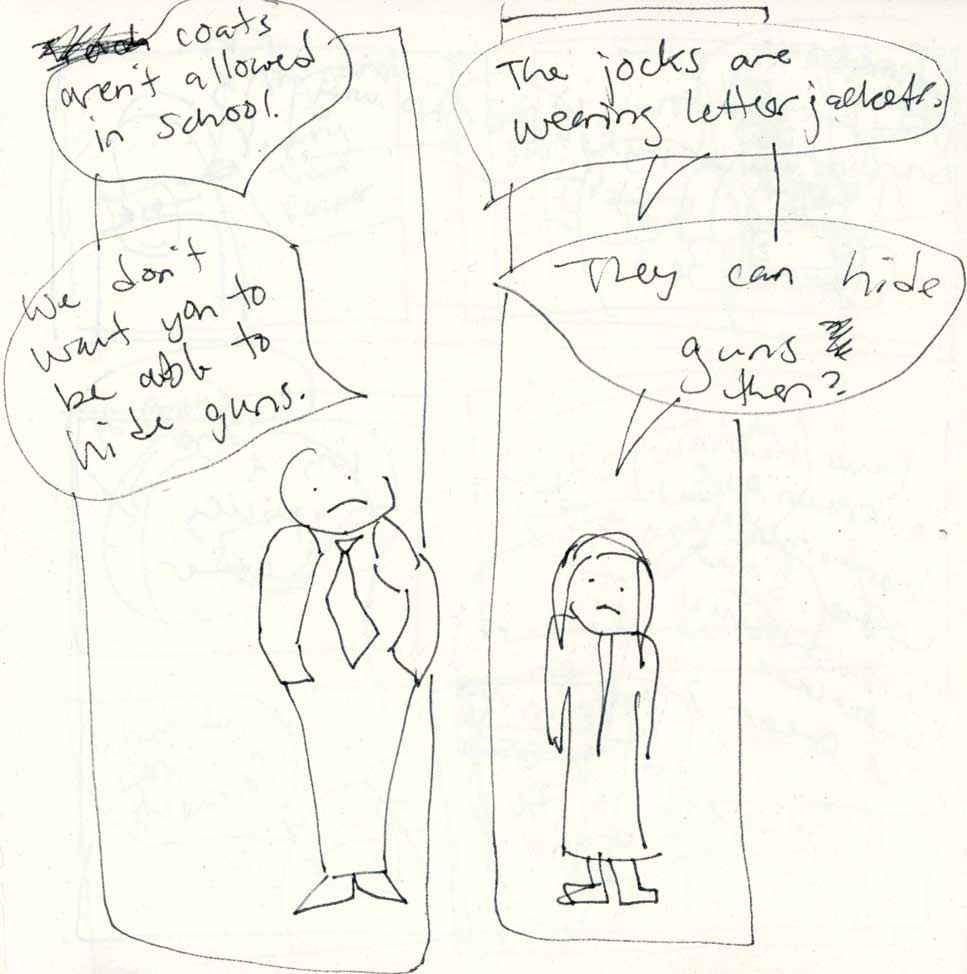 coats
aren't allowed
in school.
We don't
want you to
be able to
hide guns.
The jocks are
wearing letter jackets.
They can hide
guns
then?